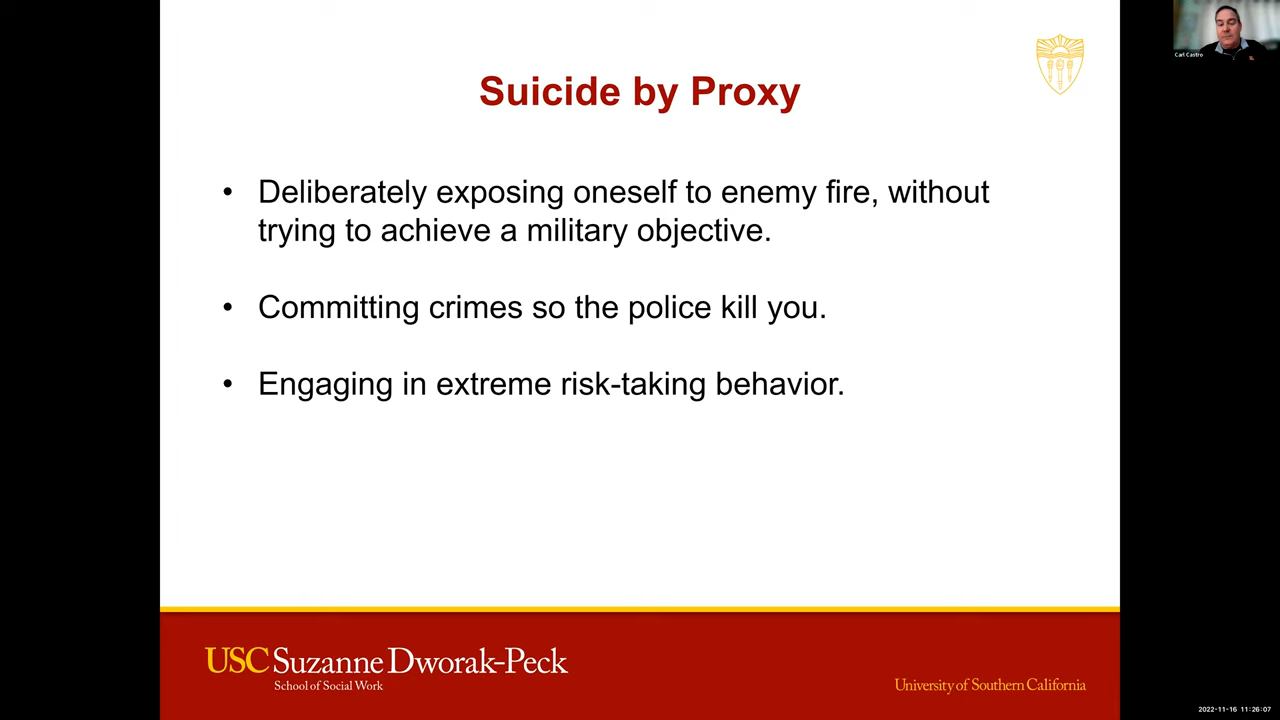 Carl Castro
Suicide by Proxy
• Deliberately exposing oneself to enemy fire, without
trying to achieve a military objective.
• Committing crimes so the police kill you.
• Engaging in extreme risk-taking behavior.
USC Suzanne Dworak-Peck
School of Social Work
University of Southern California
2022-11-16 11:26:07